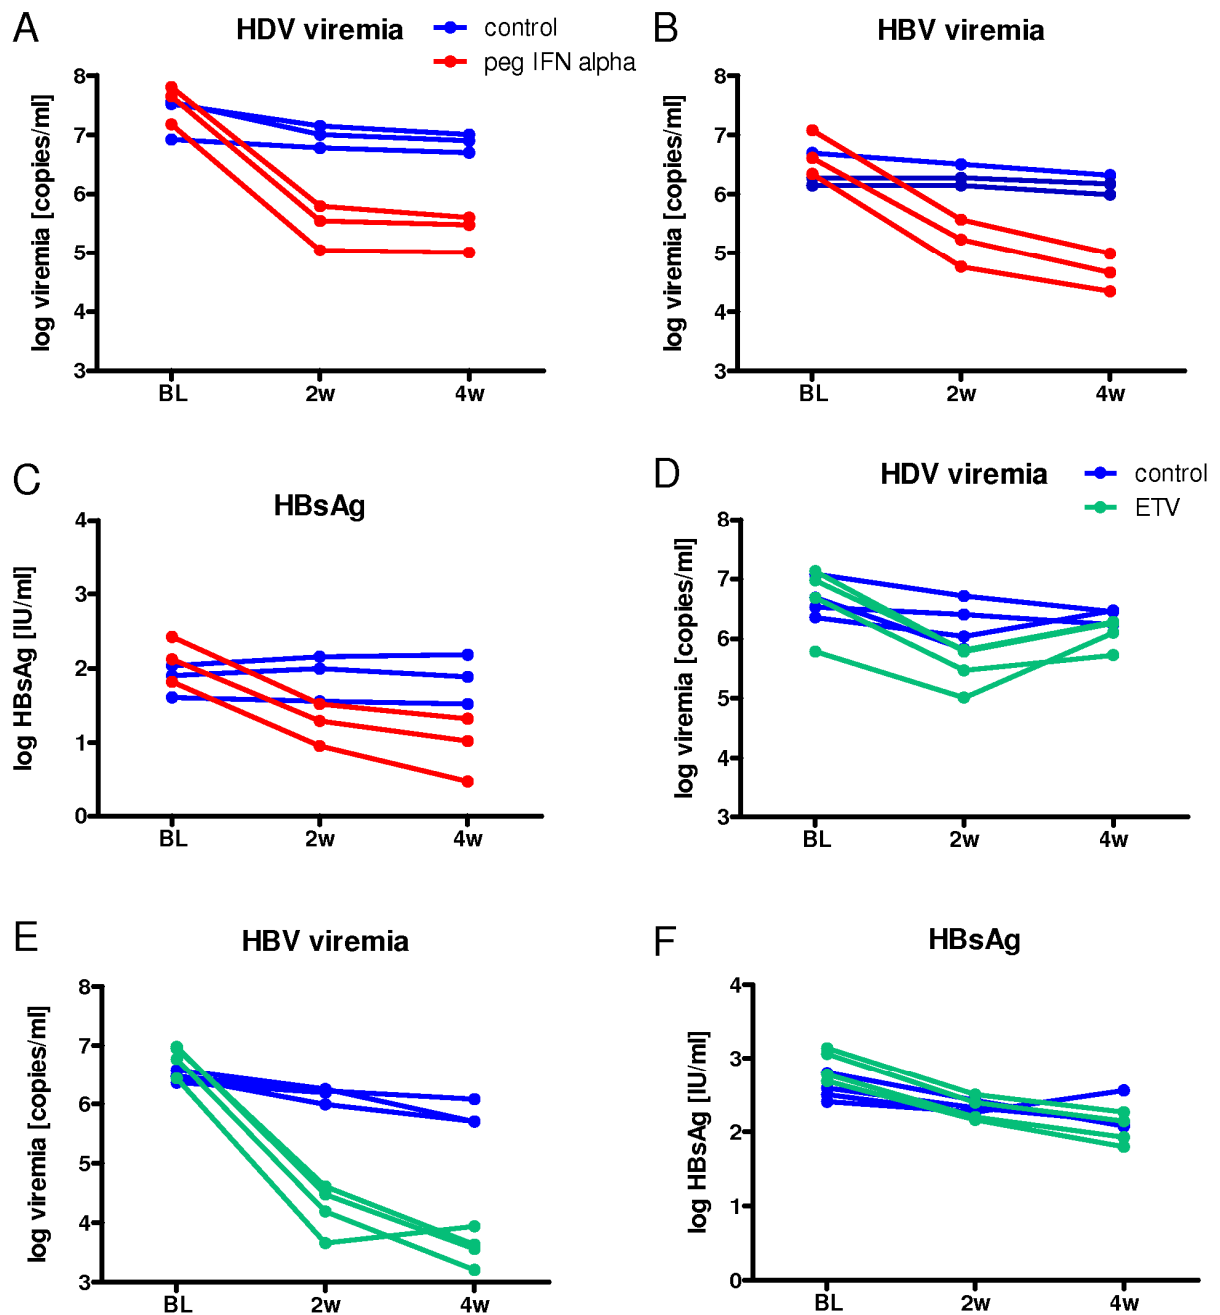 A
HDV viremia
control
peg IFN alpha
log viremia [copies/ml]
8
7
6
5
4
3
BL
2w
4w
B
HBV viremia
log viremia [copies/ml]
8
7
6
5
4
3
BL
2w
4w
C
HBsAg
log HBsAg [IU/ml]
4
3
2
1
0
BL
2w
4w
D
HDV viremia
control
ETV
log viremia [copies/ml]
8
7
6
5
4
3
BL
2w
4w
E
HBV viremia
log viremia [copies/ml]
8
7
6
5
4
3
BL
2w
4w
F
HBsAg
log HBsAg [IU/ml]
4
3
2
1
0
BL
2w
4w